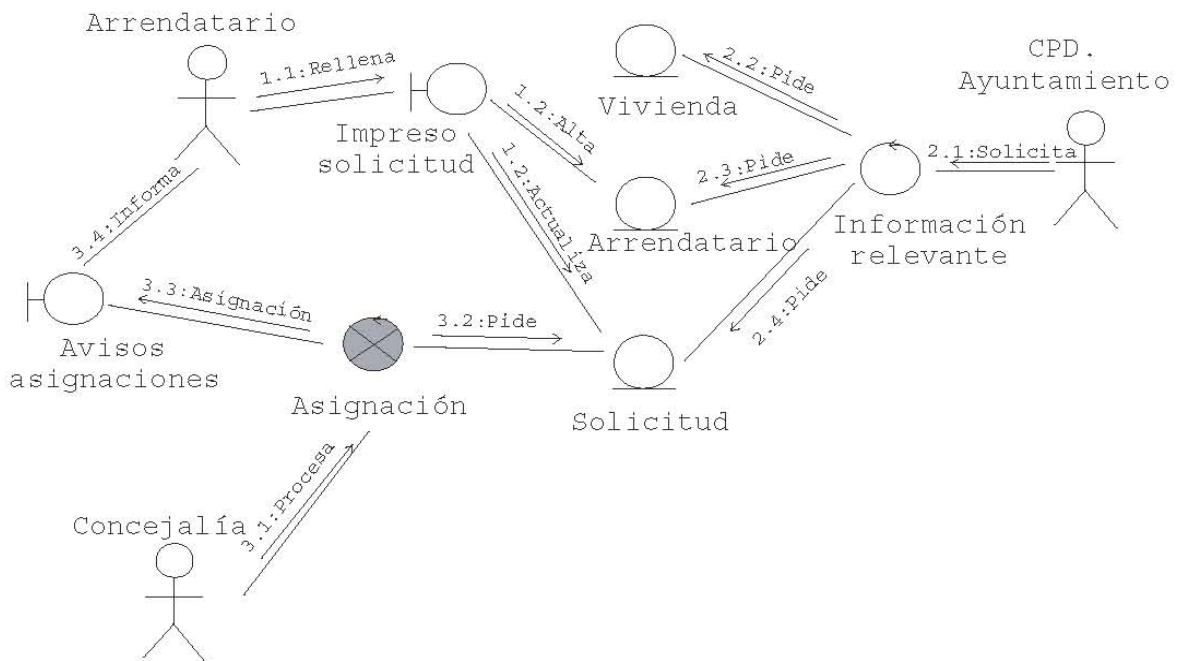 Arrendatario
1.1:Rellena
Impreso
solicitud
1.2:Alta
1.2:Actualiza
Vivienda
2.2:Pide
CPD.
Ayuntamiento
2.1:Solicita
2.3:Pide
Arrendatario
Información
relevante
2.4:Pide
3.4:Informa
3.3:Asignación
Avisos
asignaciones
3.2:Pide
Asignación
Solicitud
3.1:Procesa
Concejalía